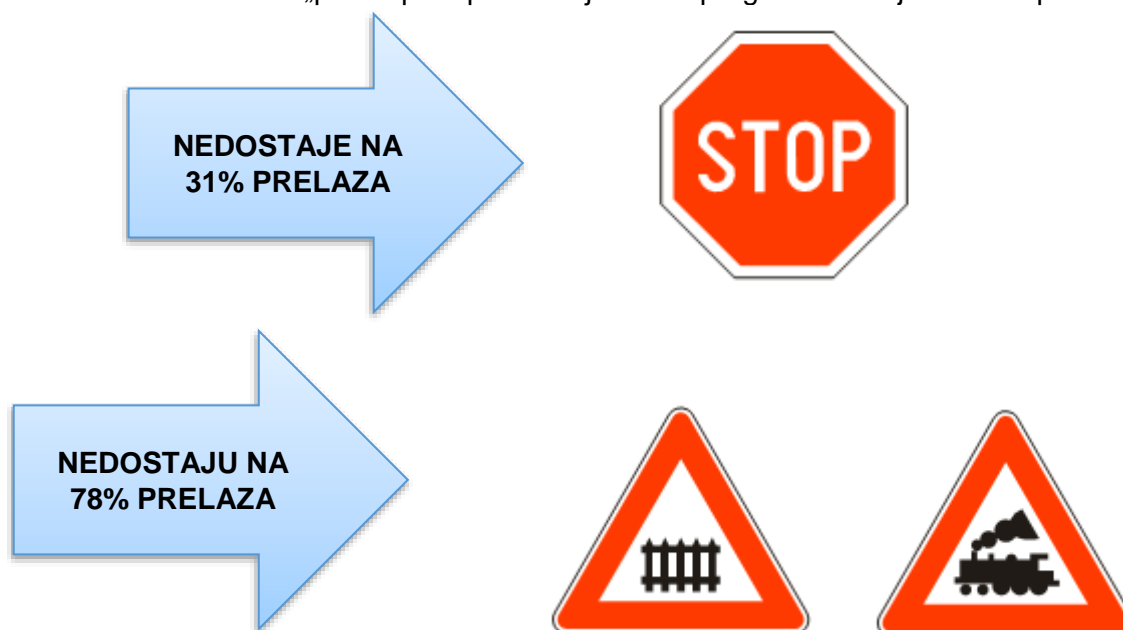 NEDOSTAJE NA
31% PRELAZA
STOP
NEDOSTAJU NA
78% PRELAZA